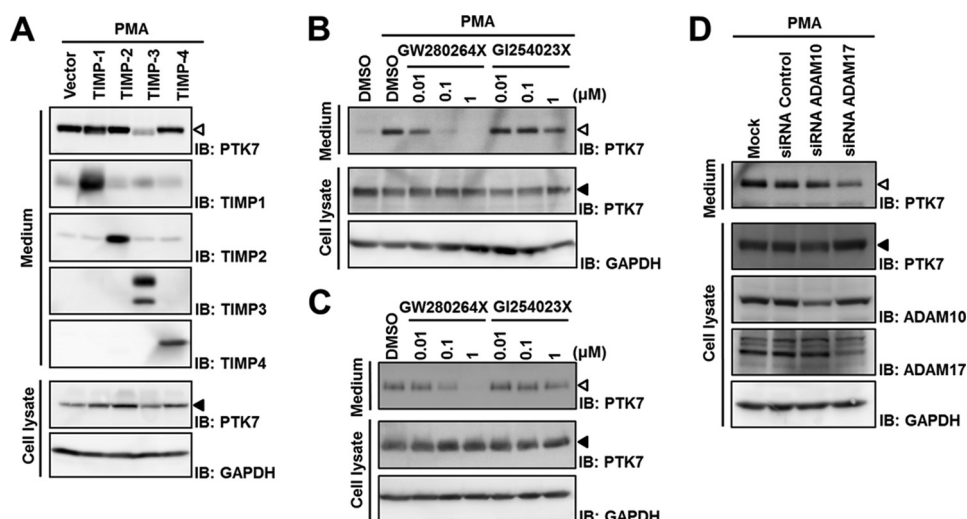 A
PMA
Vector
TIMP-1
TIMP-2
TIMP-3
TIMP-4
Medium
IB: PTK7
IB: TIMP1
IB: TIMP2
IB: TIMP3
IB: TIMP4
Cell lysate
IB: PTK7
IB: GAPDH
B
PMA
GW280264X GI254023X
DMSO DMSO 0.01 0.1 1 0.01 0.1 1 (μM)
Medium
IB: PTK7
Cell lysate
IB: PTK7
IB: GAPDH
C
GW280264X GI254023X
DMSO 0.01 0.1 1 0.01 0.1 1 (μM)
Medium
IB: PTK7
Cell lysate
IB: PTK7
IB: GAPDH
D
PMA
Mock
siRNA Control
siRNA ADAM10
siRNA ADAM17
Medium
IB: PTK7
Cell lysate
IB: PTK7
IB: ADAM10
IB: ADAM17
IB: GAPDH